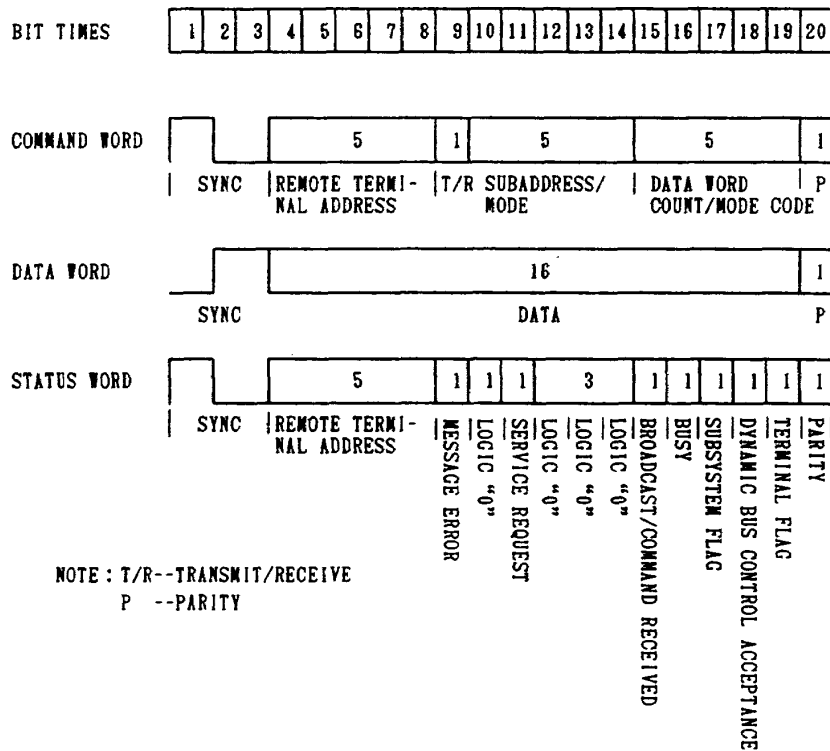 BIT TIMES 1 2 3 4 5 6 7 8 9 10 11 12 13 14 15 16 17 18 19 20
COMMAND WORD 5 1 5 5 1
SYNC REMOTE TERMI- T/R SUBADDRESS/ DATA WORD P
NAL ADDRESS MODE COUNT/MODE CODE
DATA WORD 16 1
SYNC DATA P
STATUS WORD 5 1 1 1 3 1 1 1 1 1 1
SYNC REMOTE TERMI-
NAL ADDRESS
MESSAGE ERROR
LOGIC “0”
SERVICE REQUEST
LOGIC “0”
LOGIC “0”
LOGIC “0”
BROADCAST/COMMAND RECEIVED
BUSY
SUBSYSTEM FLAG
DYNAMIC BUS CONTROL ACCEPTANCE
TERMINAL FLAG
PARITY
NOTE : T/R--TRANSMIT/RECEIVE
P --PARITY